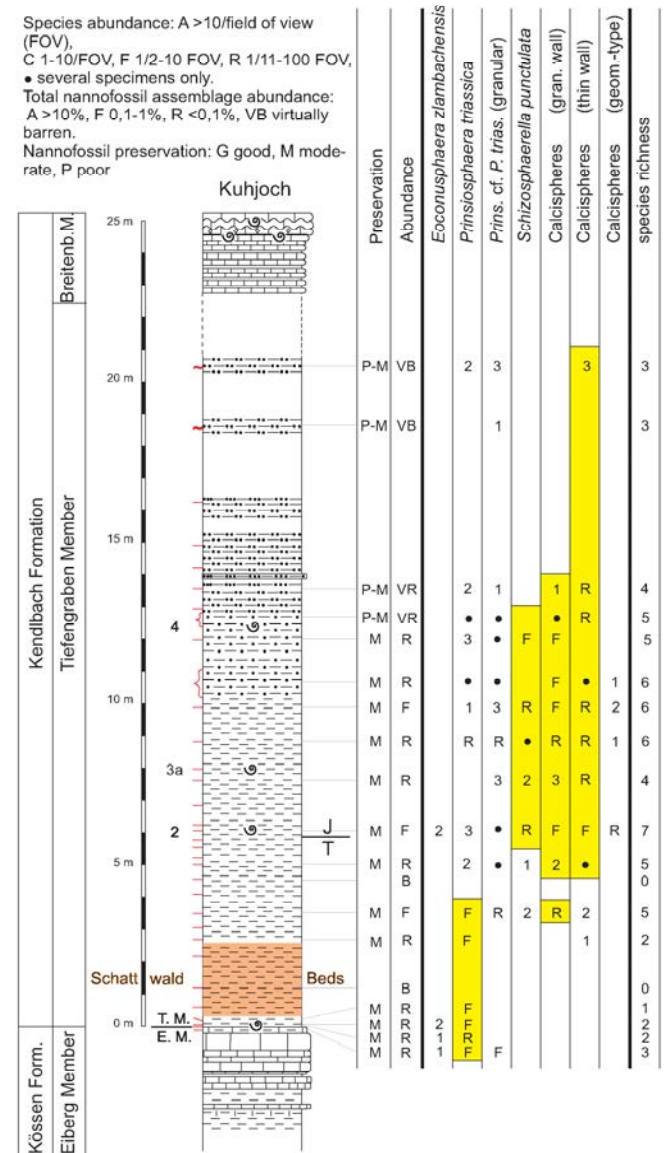 Species abundance: A >10/field of view
(FOV),
C 1-10/FOV, F 1/2-10 FOV, R 1/11-100 FOV,
• several specimens only.
Total nannofossil assemblage abundance:
A >10%, F 0,1-1%, R <0,1%, VB virtually
barren.
Nannofossil preservation: G good, M mode-
rate, P poor
Kuhjoch
Preservation
Abundance
Eoconusphaera zlambachensis
Prinsiosphaera triassica
Prins. cf. P. trias. (granular)
Schizosphaerella punctulata
Calcispheres (gran. wall)
Calcispheres (thin wall)
Calcispheres (geom.-type)
species richness
Kendlbach Formation
Kössen Form.
Breitenb.M.
Tiefengraben Member
Eiberg Member
25 m
20 m
15 m
10 m
5 m
0 m
4
3a
2
J
T
Schatt wald Beds
T. M.
E. M.
P-M VB 2 3 3 3
P-M VB 1 3
P-M VR 2 1 1 R 4
P-M VR • • • R 5
M R 3 • F F 5
M R • • F • 1 6
M F 1 3 R F R 2 6
M R R R • R R 1 6
M R 3 2 3 R 4
M F 2 3 • R F F R 7
M R 2 • 1 2 • 5
B 0
M F F R 2 R 2 5
M R F 1 2
B 0
M R F 1
M R 2 F 2
M R 1 R 2
M R 1 F F 3